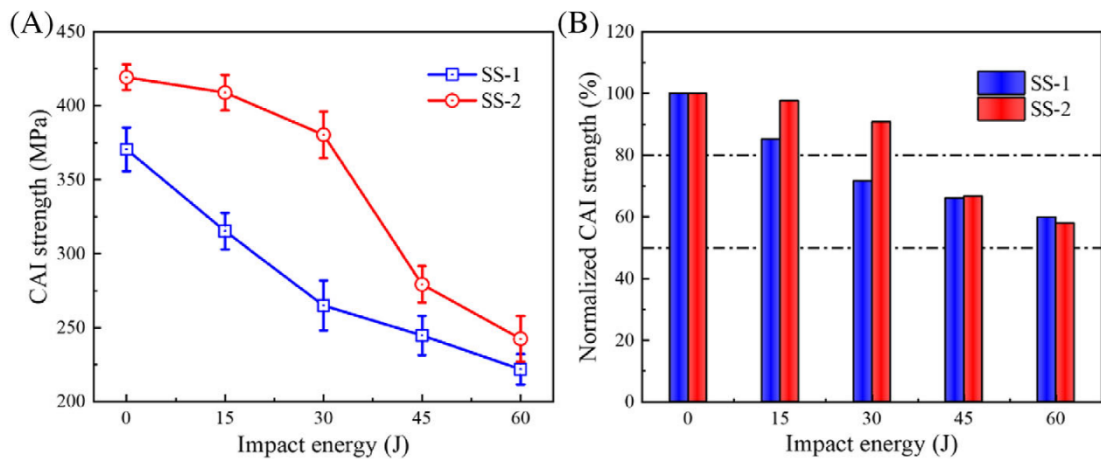 (A)
450
400
350
300
250
200
CAI strength (MPa)
SS-1
SS-2
0 15 30 45 60
Impact energy (J)
(B)
120
100
80
60
40
20
0
Normalized CAI strength (%)
SS-1
SS-2
0 15 30 45 60
Impact energy (J)